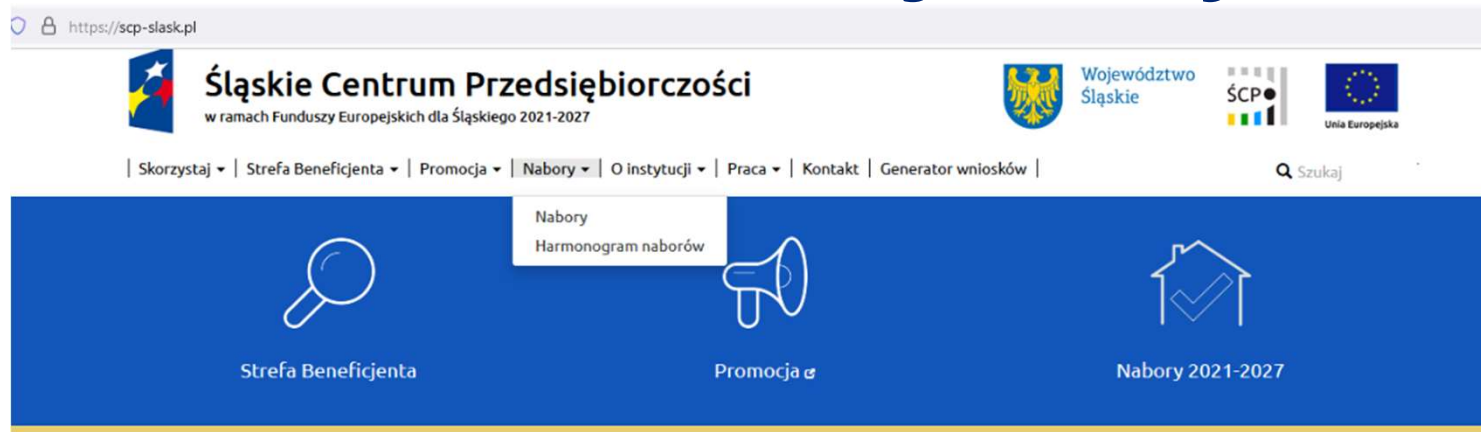 https://scp-slask.pl
Śląskie Centrum Przedsiębiorczości
w ramach Funduszy Europejskich dla Śląskiego 2021-2027
Województwo
Śląskie
ŚCP
Unia Europejska
Skorzystaj | Strefa Beneficjenta | Promocja | Nabory | O instytucji | Praca | Kontakt | Generator wniosków |
Szukaj
Nabory
Harmonogram naborów
Strefa Beneficjenta
Promocja
Nabory 2021-2027